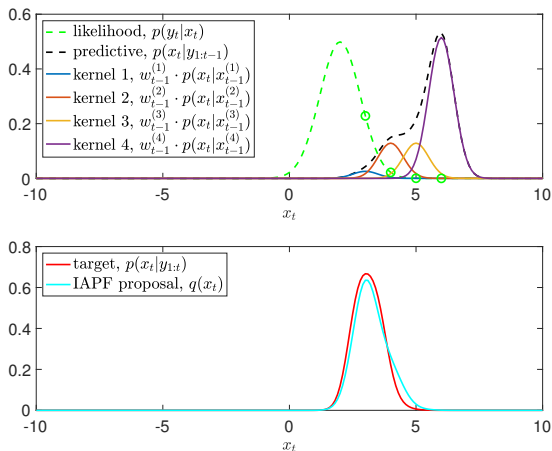 0.6
0.4
0.2
0
likelihood, $p(y_t|x_t)$
predictive, $p(x_t|y_{1:t-1})$
kernel 1, $w_{t-1}^{(1)} \cdot p(x_t|x_{t-1}^{(1)})$
kernel 2, $w_{t-1}^{(2)} \cdot p(x_t|x_{t-1}^{(2)})$
kernel 3, $w_{t-1}^{(3)} \cdot p(x_t|x_{t-1}^{(3)})$
kernel 4, $w_{t-1}^{(4)} \cdot p(x_t|x_{t-1}^{(4)})$
-10 -5 0 5 10
$x_t$
0.8
0.6
0.4
0.2
0
target, $p(x_t|y_{1:t})$
IAPF proposal, $q(x_t)$
-10 -5 0 5 10
$x_t$